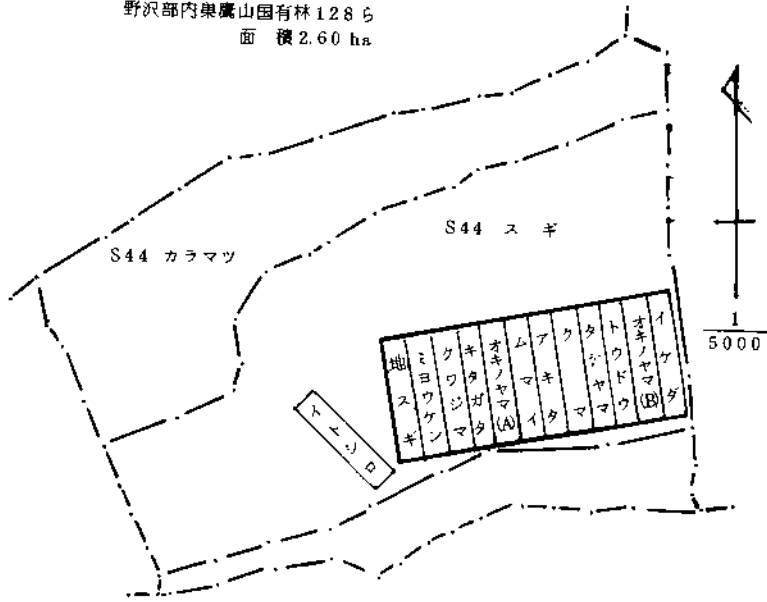 野沢部内巣鷹山国有林128ら
面 積2.60 ha
S44 カラマツ
S44 ス ギ
1
5000
地スギ
ミヨウケン
クワジマ
キタガタ
オキノヤマ(A)
ムマイ
アキタ
クマ
タテヤマ
トウドウ
オキノヤマ(B)
イケダ
イトシロ